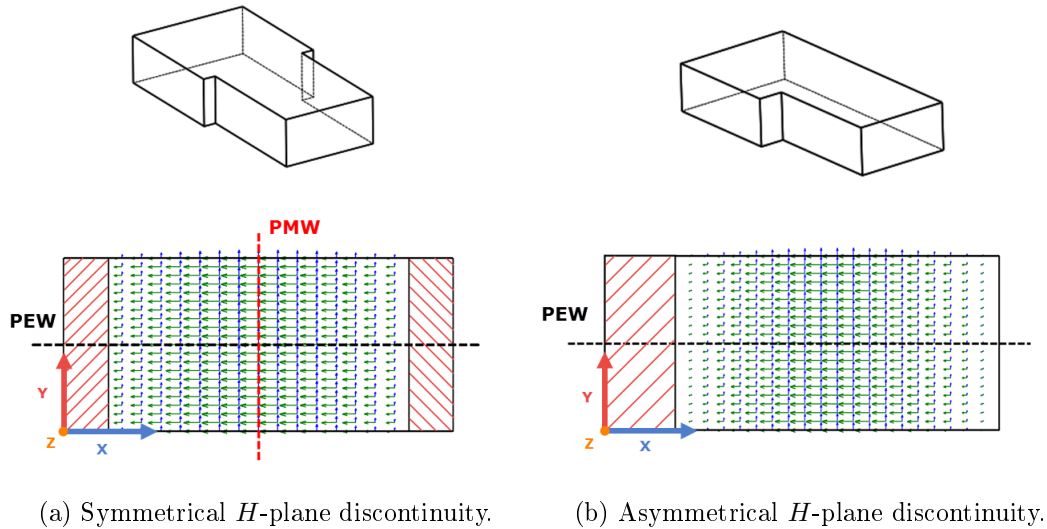 PMW
PEW
Y
Z
X
PEW
Y
Z
X
(a) Symmetrical H-plane discontinuity.
(b) Asymmetrical H-plane discontinuity.